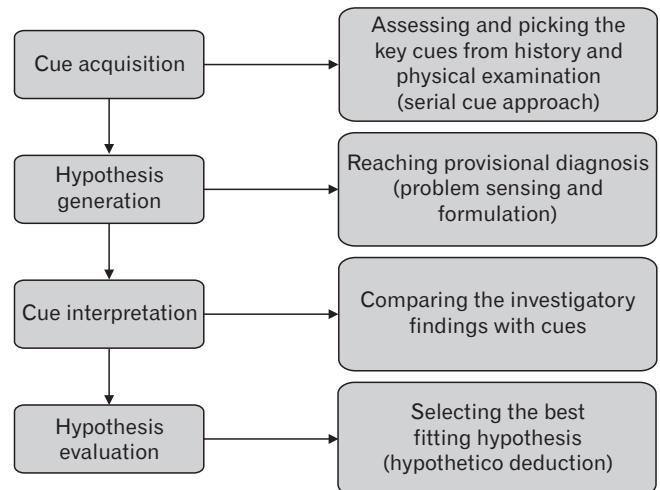 Cue acquisition
Assessing and picking the
key cues from history and
physical examination
(serial cue approach)
Hypothesis
generation
Reaching provisional diagnosis
(problem sensing and
formulation)
Cue interpretation
Comparing the investigatory
findings with cues
Hypothesis
evaluation
Selecting the best
fitting hypothesis
(hypothetico deduction)